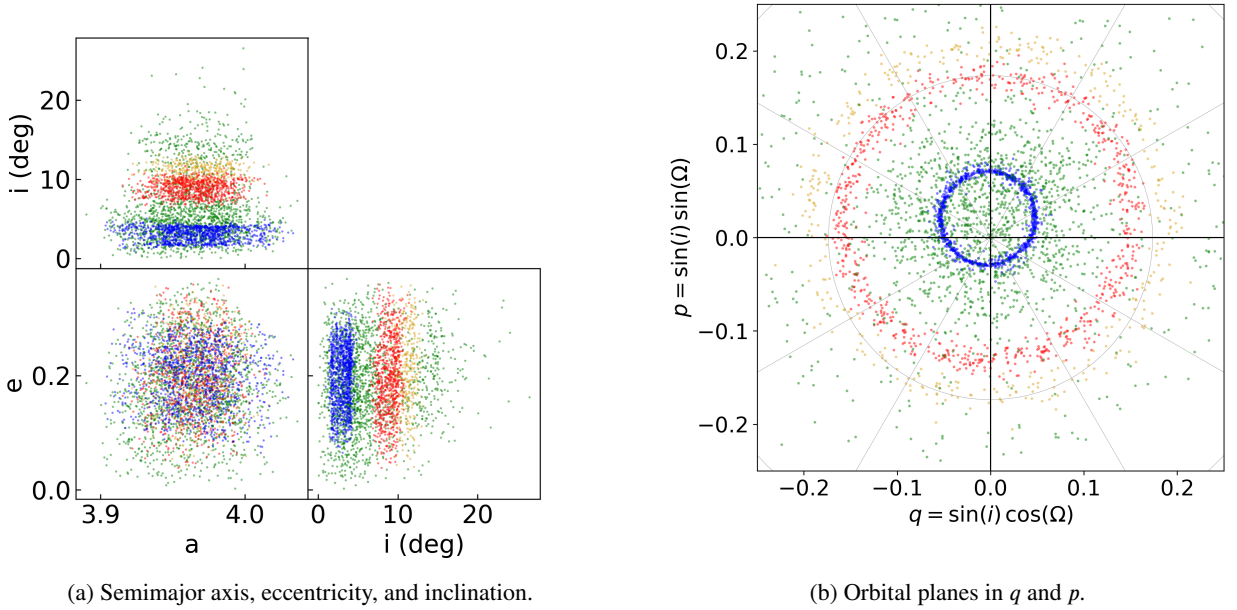 i (deg)
20
10
0
e
0.2
0.0
3.9
4.0
a
0
10
20
i (deg)
(a) Semimajor axis, eccentricity, and inclination.
p = sin(i) sin(Ω)
0.2
0.1
0.0
−0.1
−0.2
−0.2
−0.1
0.0
0.1
0.2
q = sin(i) cos(Ω)
(b) Orbital planes in q and p.